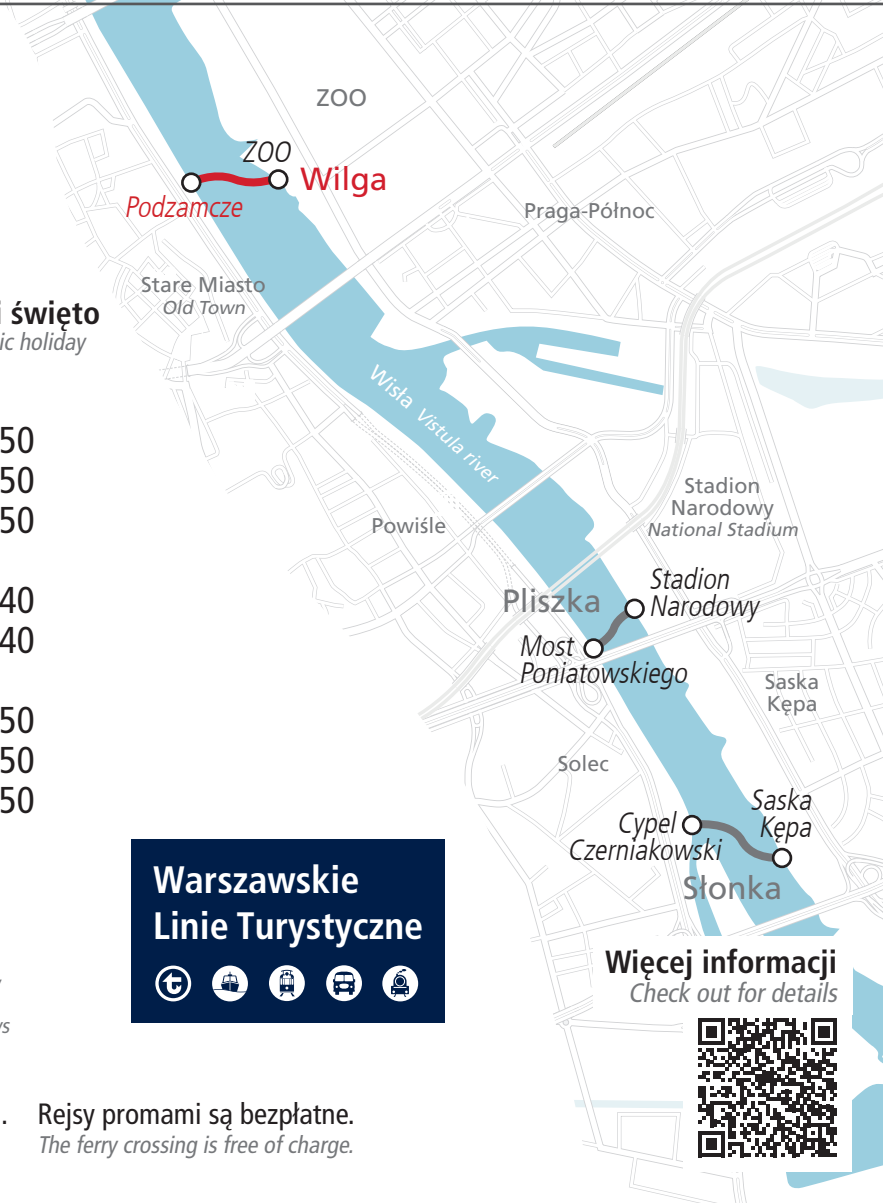 ZOO
ZOO
Wilga
Podzamcze
Praga-Północ
Stare Miasto
Old Town
i święto
ic holiday
50
50
50
40
40
50
50
50
Wisła Vistula river
Powiśle
Stadion
Narodowy
National Stadium
Pliszka
Stadion
Narodowy
Most
Poniatowskiego
Saska
Kępa
Solec
Saska
Kępa
Cypel
Czerniakowski
Słonka
Warszawskie
Linie Turystyczne
Więcej informacji
Check out for details
. Rejsy promami są bezpłatne.
The ferry crossing is free of charge.